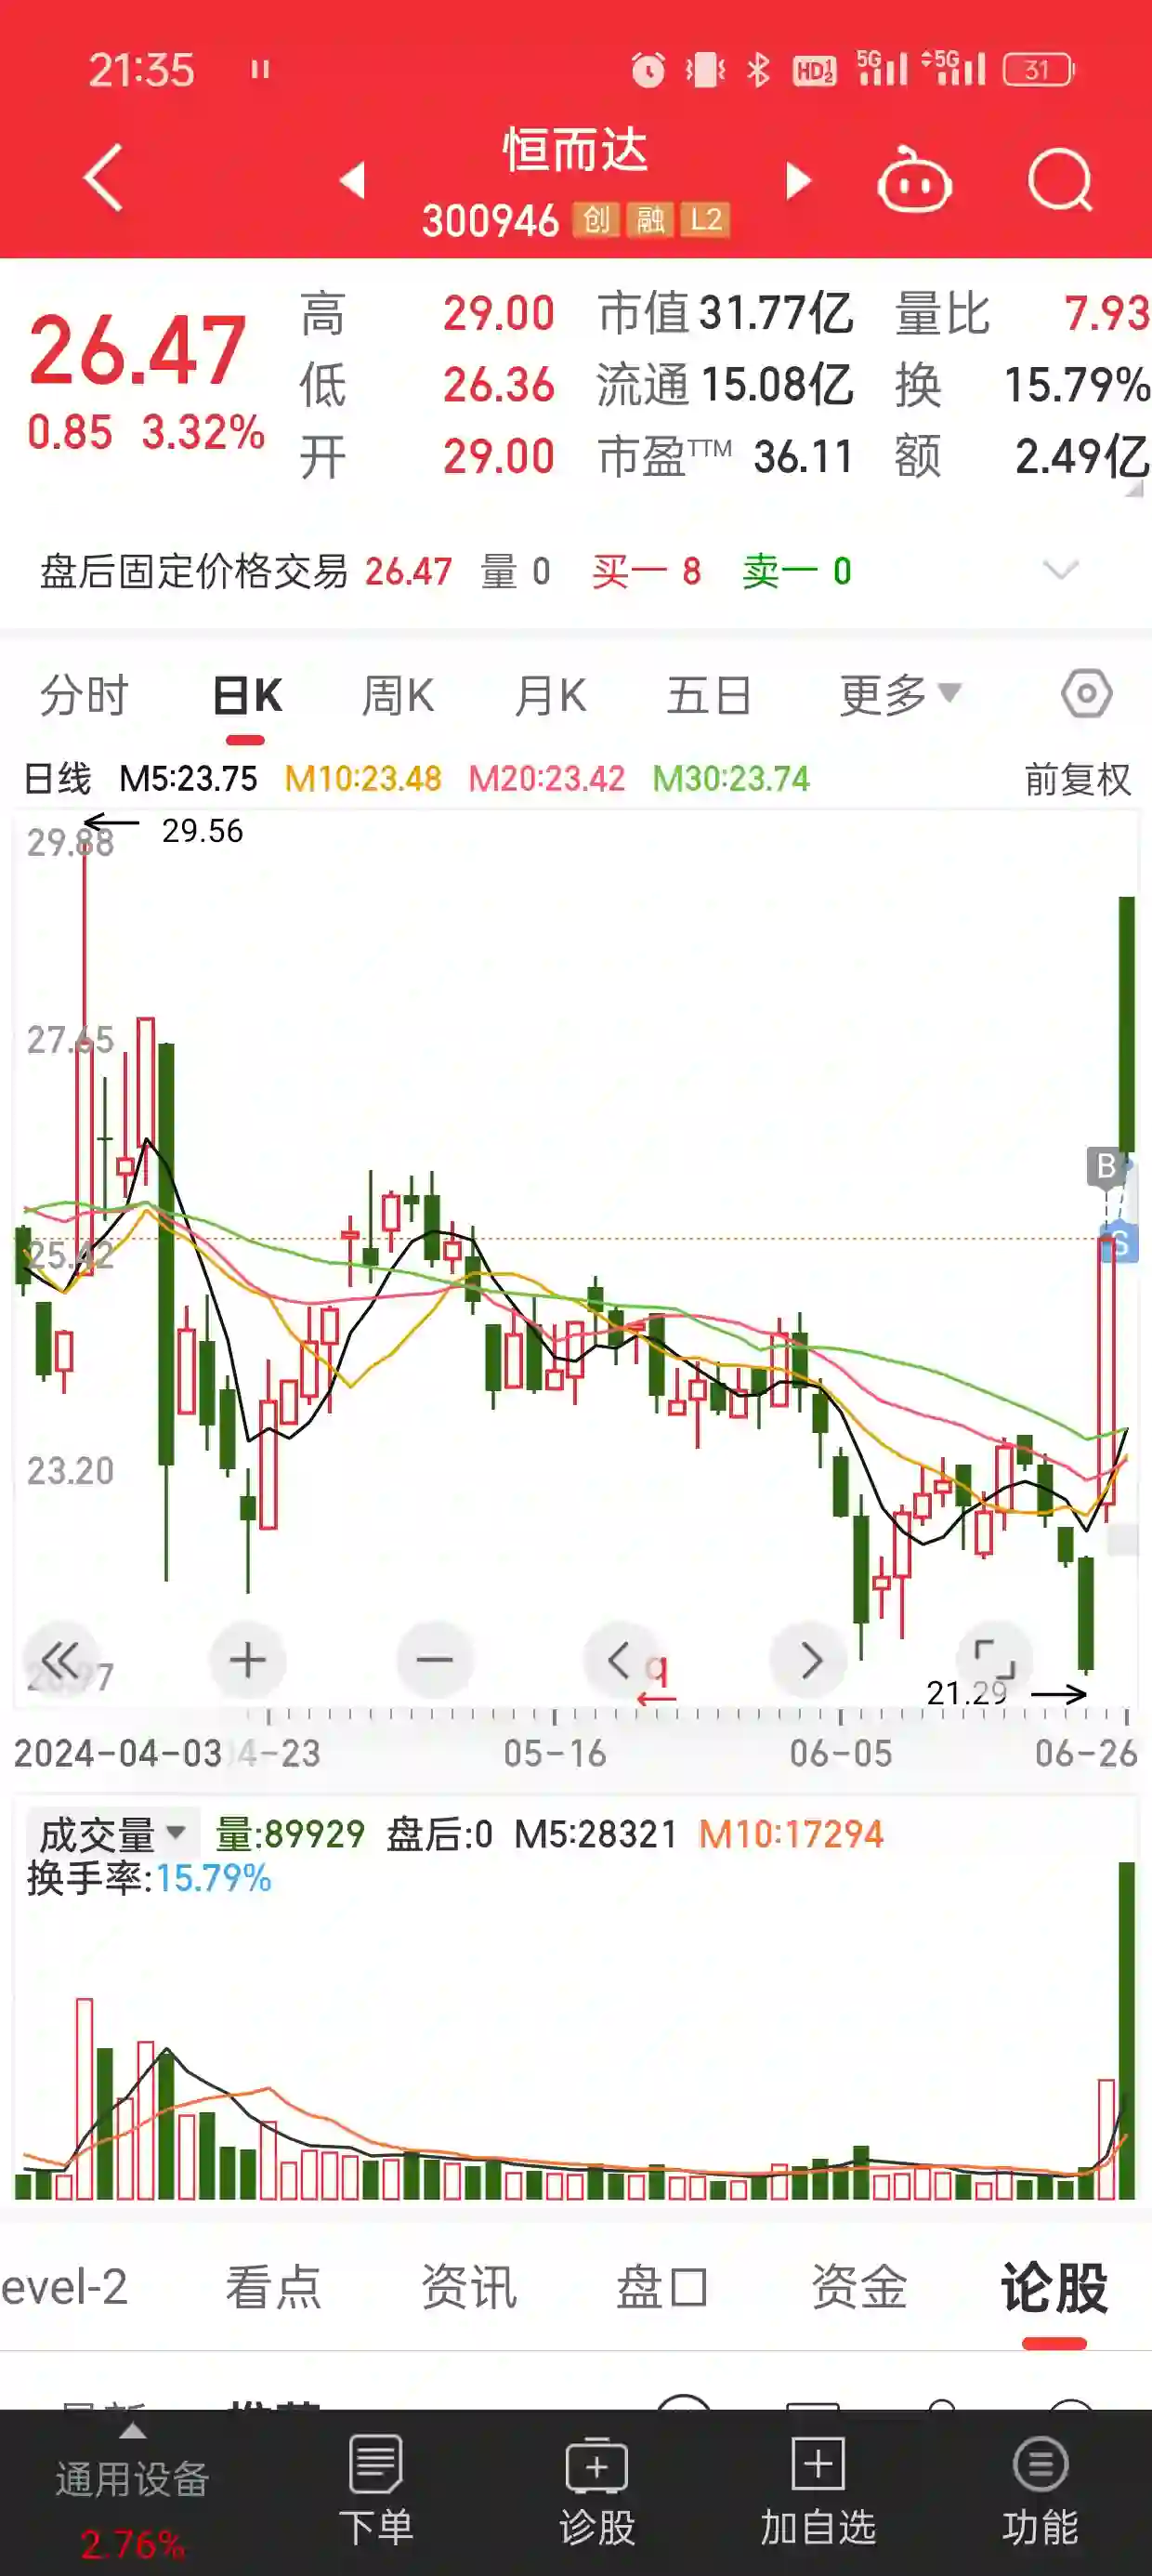 21:35 HD 1 2 5G 5G 31
恒而达
300946 创 融 L2
26.47
0.85 3.32%
高 29.00 市值 31.77亿 量比 7.93
低 26.36 流通 15.08亿 换 15.79%
开 29.00 市盈TTM 36.11 额 2.49亿
盘后固定价格交易 26.47 量 0 买一 8 卖一 0
分时 日K 周K 月K 五日 更多
日线 M5:23.75 M10:23.48 M20:23.42 M30:23.74 前复权
29.88 29.56
27.65
B
25.42 S
23.20
21.29
2024-04-03 4-23 05-16 06-05 06-26
成交量 量:89929 盘后:0 M5:28321 M10:17294
换手率:15.79%
evel-2 看点 资讯 盘口 资金 论股
通用设备 下单 诊股 加自选 功能
2.76%